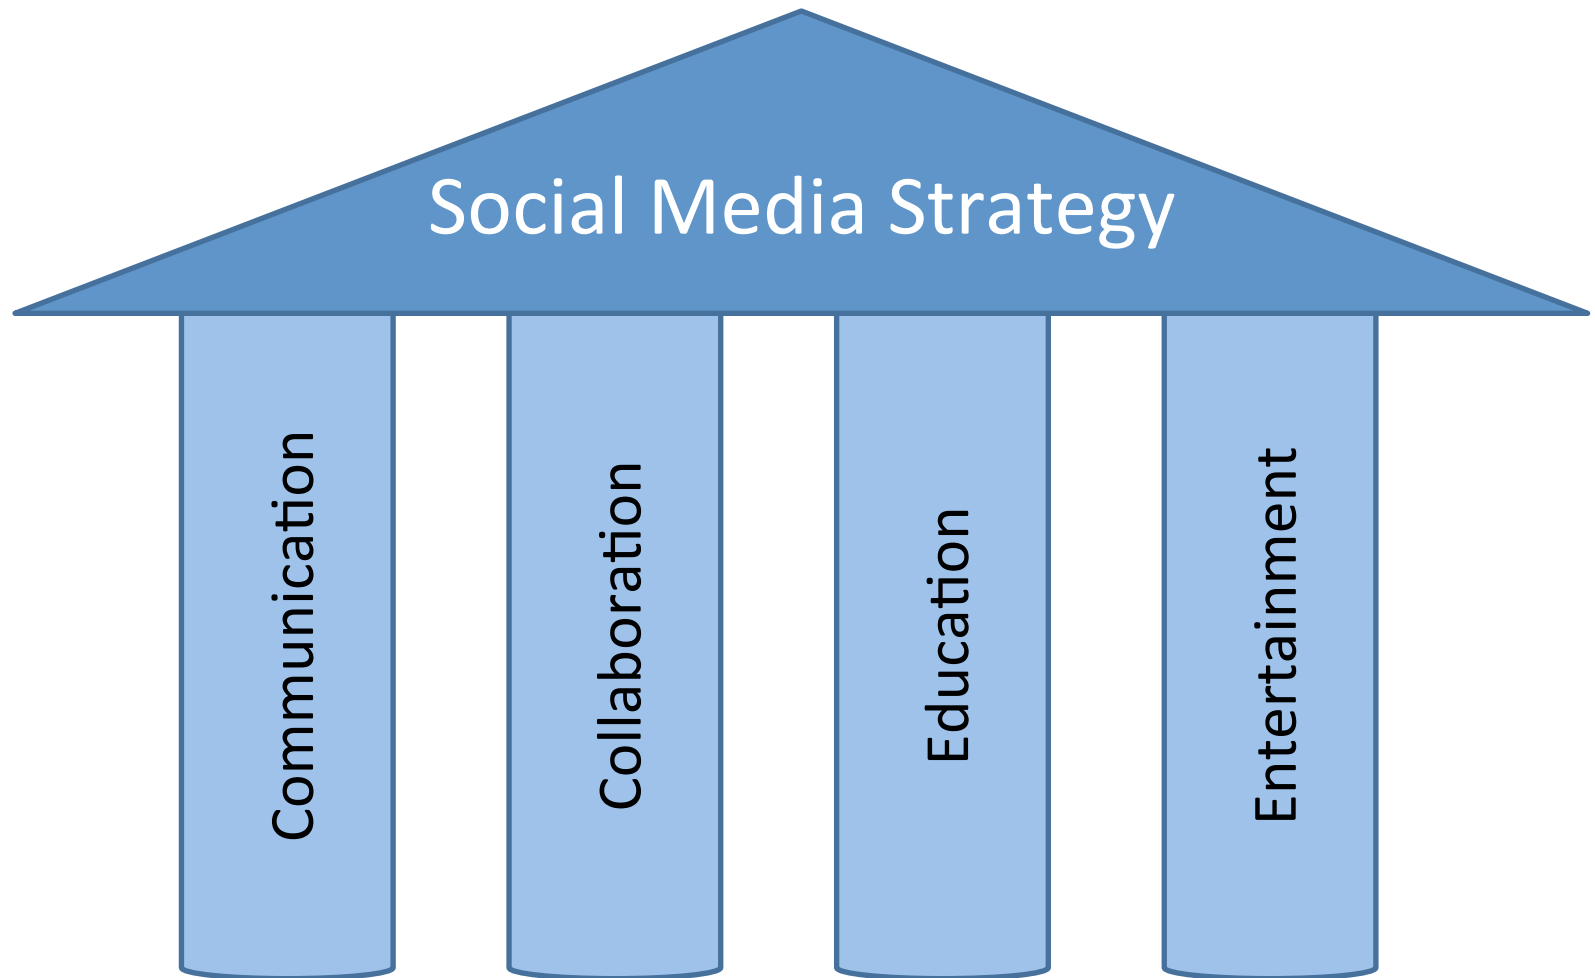 Social Media Strategy
Communication
Collaboration
Education
Entertainment